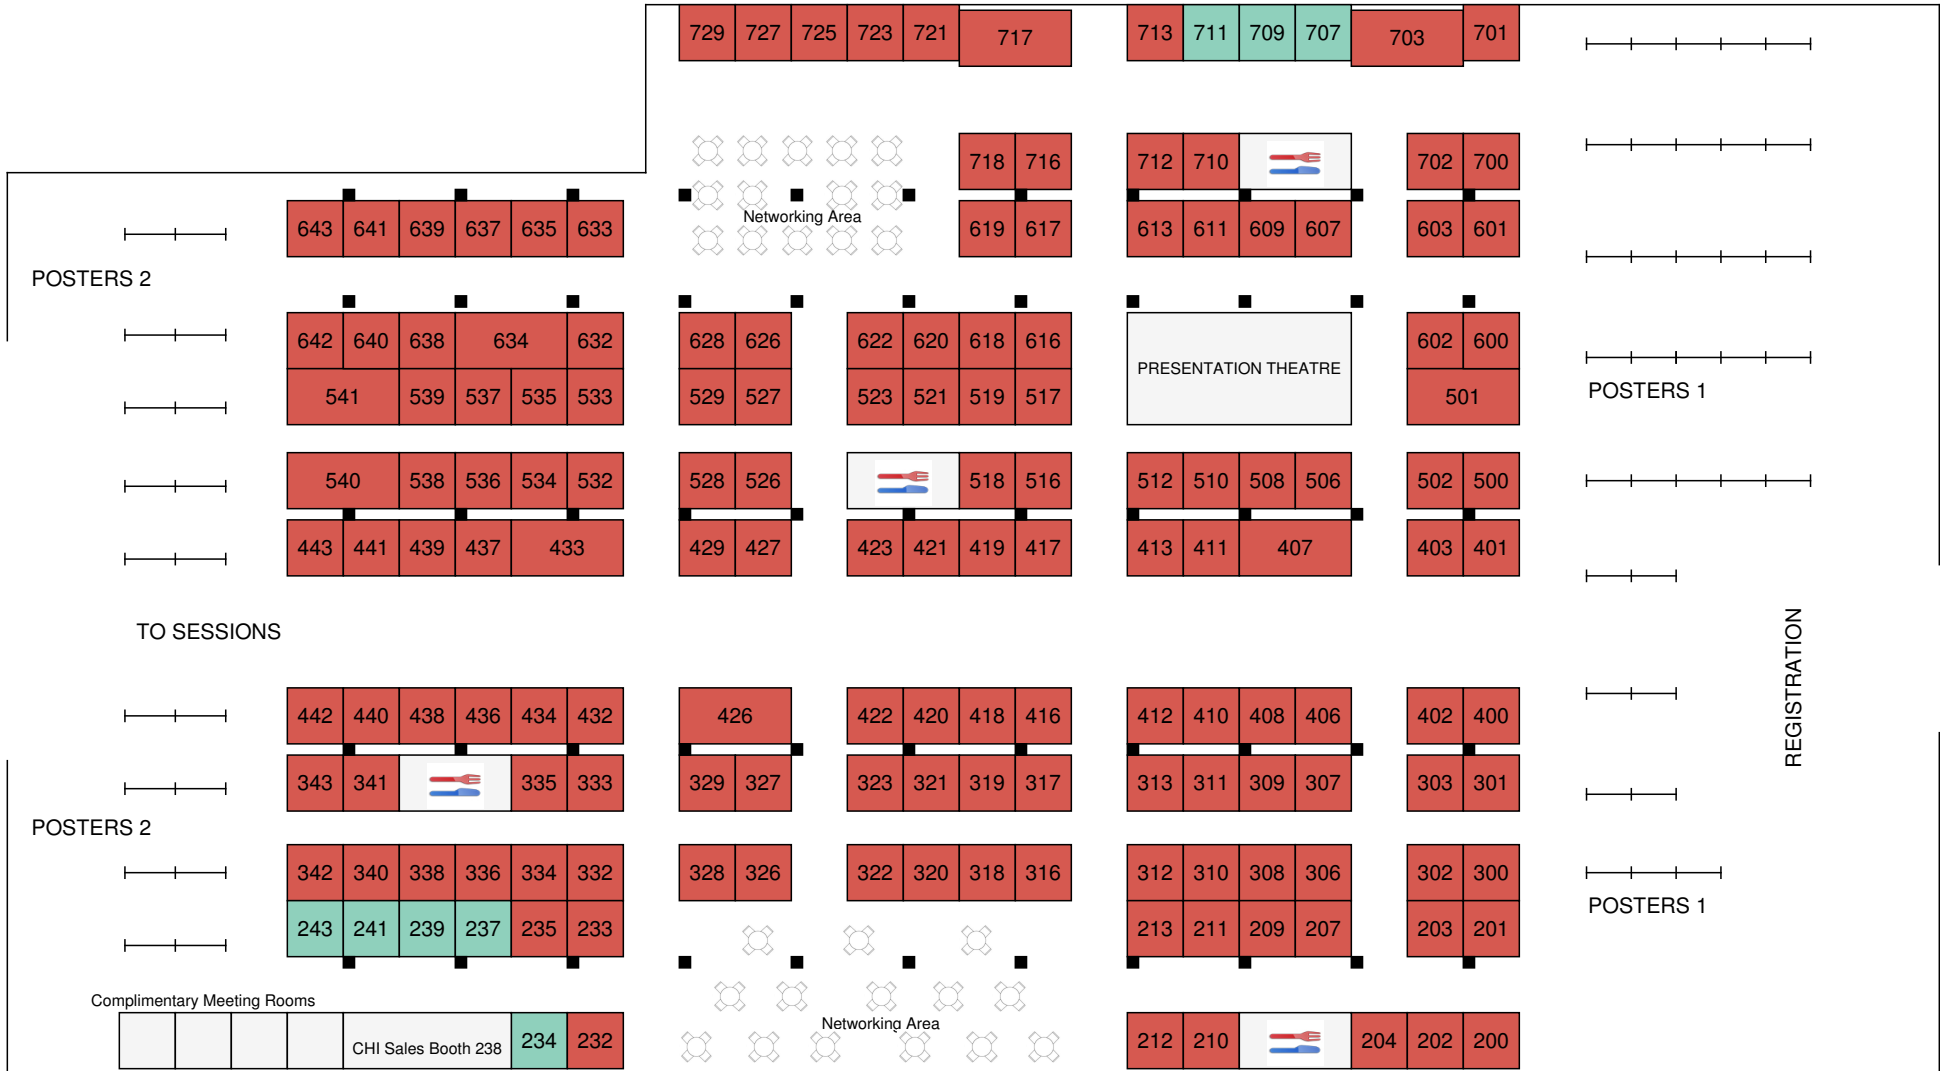 729 727 725 723 721 717 713 711 709 707 703 701
718 716 712 710 702 700
643 641 639 637 635 633 Networking Area 619 617 613 611 609 607 603 601
POSTERS 2
642 640 638 634 632 628 626 622 620 618 616 PRESENTATION THEATRE 602 600
541 539 537 535 533 529 527 523 521 519 517 501 POSTERS 1
540 538 536 534 532 528 526 518 516 512 510 508 506 502 500
443 441 439 437 433 429 427 423 421 419 417 413 411 407 403 401
TO SESSIONS
REGISTRATION
442 440 438 436 434 432 426 422 420 418 416 412 410 408 406 402 400
343 341 335 333 329 327 323 321 319 317 313 311 309 307 303 301
POSTERS 2
342 340 338 336 334 332 328 326 322 320 318 316 312 310 308 306 302 300
POSTERS 1
243 241 239 237 235 233 213 211 209 207 203 201
Complimentary Meeting Rooms
Networking Area
CHI Sales Booth 238 234 232 212 210 204 202 200